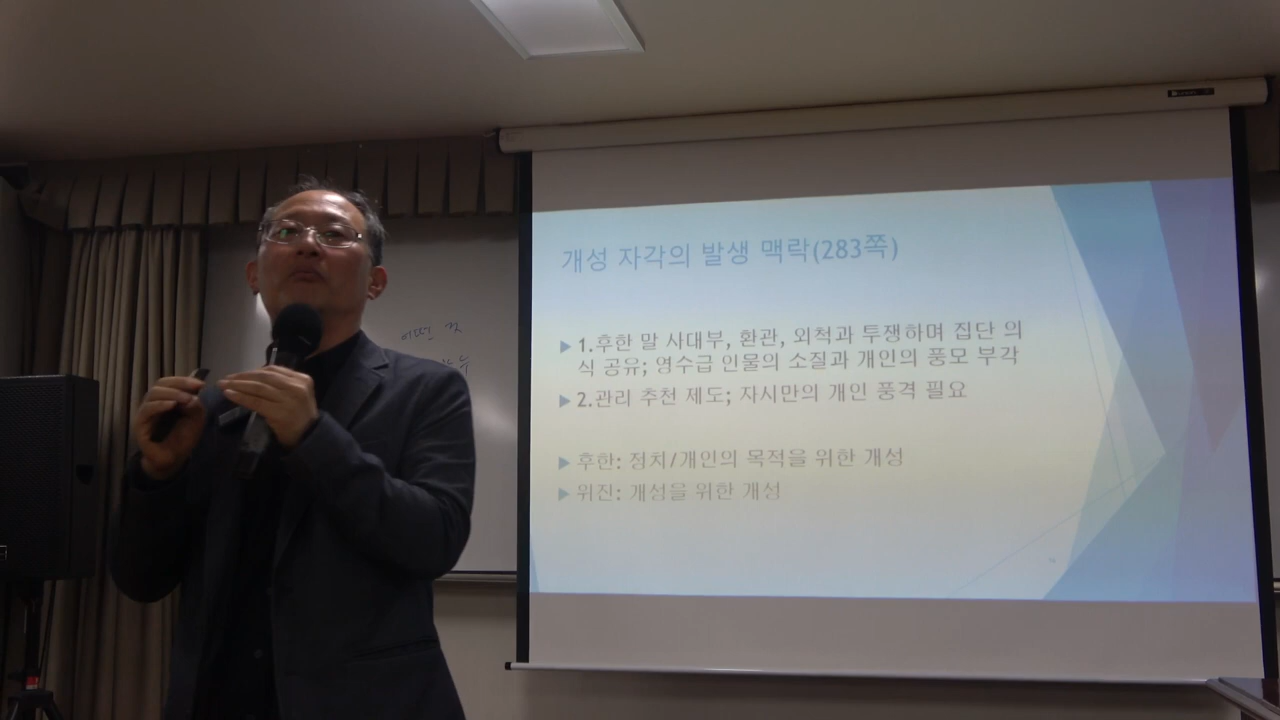 개성 자각의 발생 맥락(283쪽)
1.후한 말 사대부, 환관, 외척과 투쟁하며 집단 의
식 공유; 영수급 인물의 소질과 개인의 풍모 부각
2.관리 추천 제도; 자시만의 개인 풍격 필요
후한: 정치/개인의 목적을 위한 개성
위진: 개성을 위한 개성
어떤